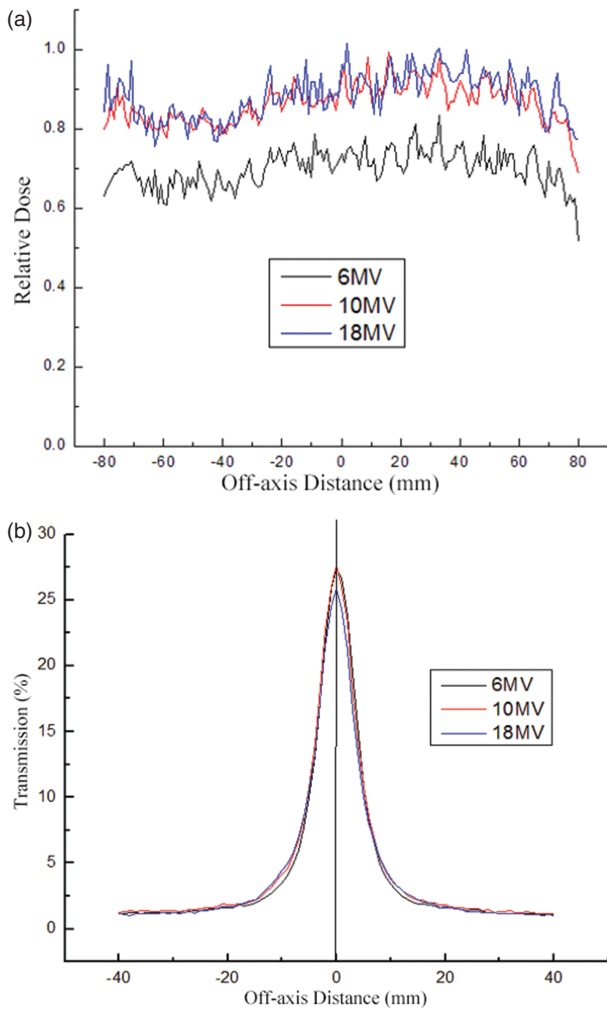 (a)
1.0
0.8
0.6
0.4
0.2
0.0
Relative Dose
6MV
10MV
18MV
-80 -60 -40 -20 0 20 40 60 80
Off-axis Distance (mm)
(b)
30
25
20
15
10
5
0
Transmission (%)
6MV
10MV
18MV
-40 -20 0 20 40
Off-axis Distance (mm)